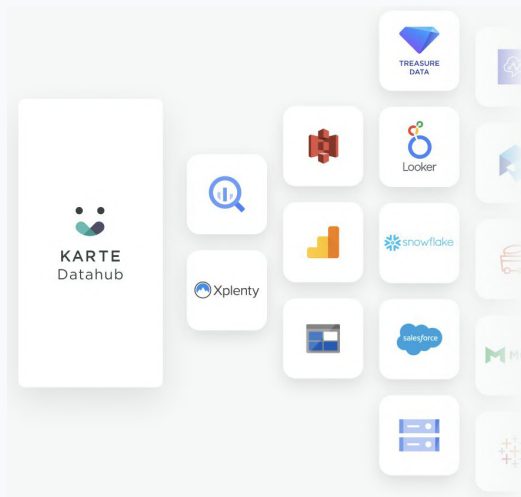 KARTE
Datahub
Xplenty
TREASURE
DATA
Looker
snowflake
salesforce